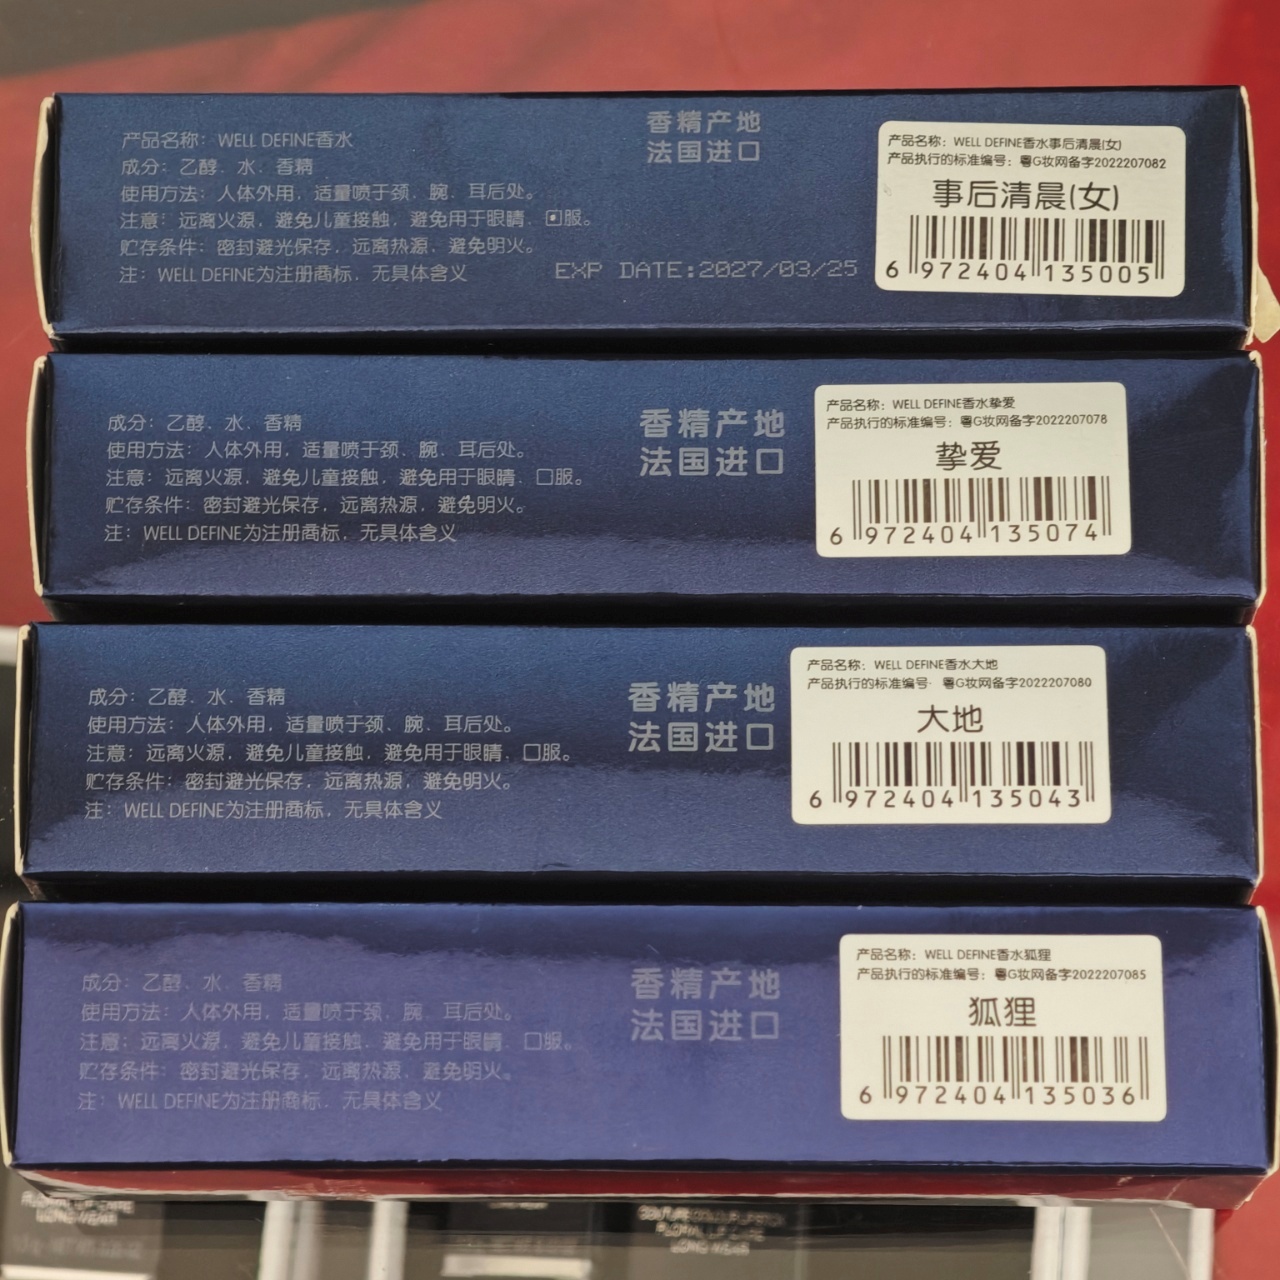 产品名称：WELL DEFINE香水
成分：乙醇、水、香精
使用方法：人体外用，适量喷于颈、腕、耳后处。
注意：远离火源，避免儿童接触，避免用于眼睛、口服。
贮存条件：密封避光保存，远离热源，避免明火。
注：WELL DEFINE为注册商标，无具体含义
香精产地
法国进口
EXP DATE:2027/03/25
产品名称：WELL DEFINE香水事后清晨(女)
产品执行的标准编号：粤G妆网备字2022207082
事后清晨(女)
6 972404 135005
成分：乙醇、水、香精
使用方法：人体外用，适量喷于颈、腕、耳后处。
注意：远离火源，避免儿童接触，避免用于眼睛、口服。
贮存条件：密封避光保存，远离热源，避免明火。
注：WELL DEFINE为注册商标，无具体含义
香精产地
法国进口
产品名称：WELL DEFINE香水挚爱
产品执行的标准编号：粤G妆网备字2022207078
挚爱
6 972404 135074
成分：乙醇、水、香精
使用方法：人体外用，适量喷于颈、腕、耳后处。
注意：远离火源，避免儿童接触，避免用于眼睛、口服。
贮存条件：密封避光保存，远离热源，避免明火。
注：WELL DEFINE为注册商标，无具体含义
香精产地
法国进口
产品名称：WELL DEFINE香水大地
产品执行的标准编号：粤G妆网备字2022207080
大地
6 972404 135043
成分：乙醇、水、香精
使用方法：人体外用，适量喷于颈、腕、耳后处。
注意：远离火源、避免儿童接触，避免用于眼睛、口服。
贮存条件：密封避光保存，远离热源，避免明火。
注：WELL DEFINE为注册商标，无具体含义
香精产地
法国进口
产品名称：WELL DEFINE香水狐狸
产品执行的标准编号：粤G妆网备字2022207085
狐狸
6 972404 135036
FLORAL LIP CARE
LONG WEAR
FLORAL LIP CARE
LONG WEAR